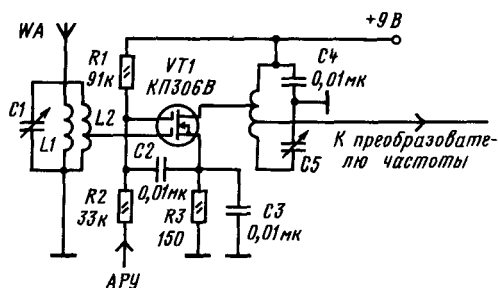 WA
+9 В
R1
91к
VT1
КП306В
C4
0,01мк
C1
L1
L2
C2
0,01мк
C5
К преобразовате-
лю частоты
R2
33к
R3
150
C3
0,01мк
АРУ